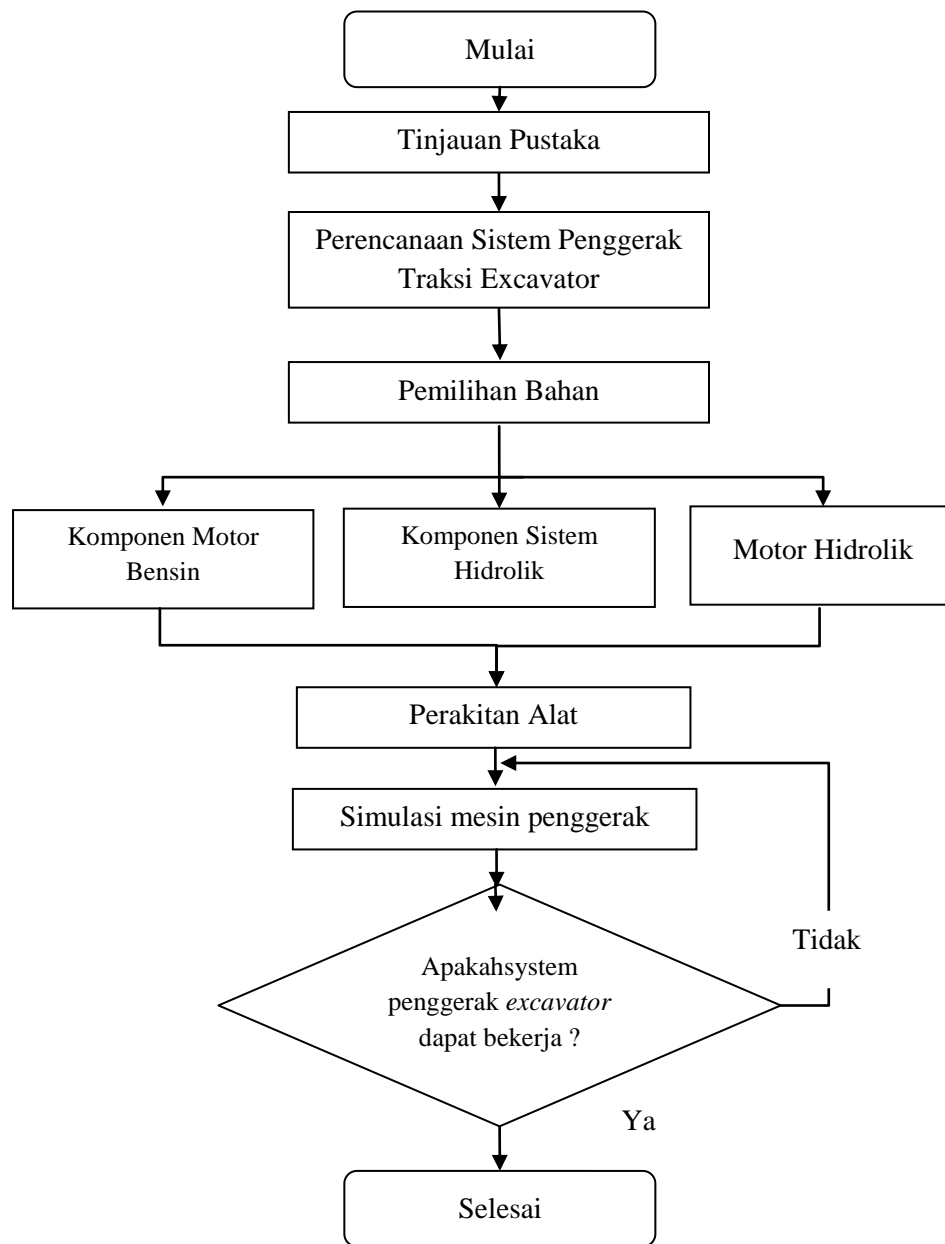 Mulai
Tinjauan Pustaka
Perencanaan Sistem Penggerak
Traksi Excavator
Pemilihan Bahan
Komponen Motor
Bensin
Komponen Sistem
Hidrolik
Motor Hidrolik
Perakitan Alat
Simulasi mesin penggerak
Apakahsystem
penggerak excavator
dapat bekerja ?
Tidak
Ya
Selesai